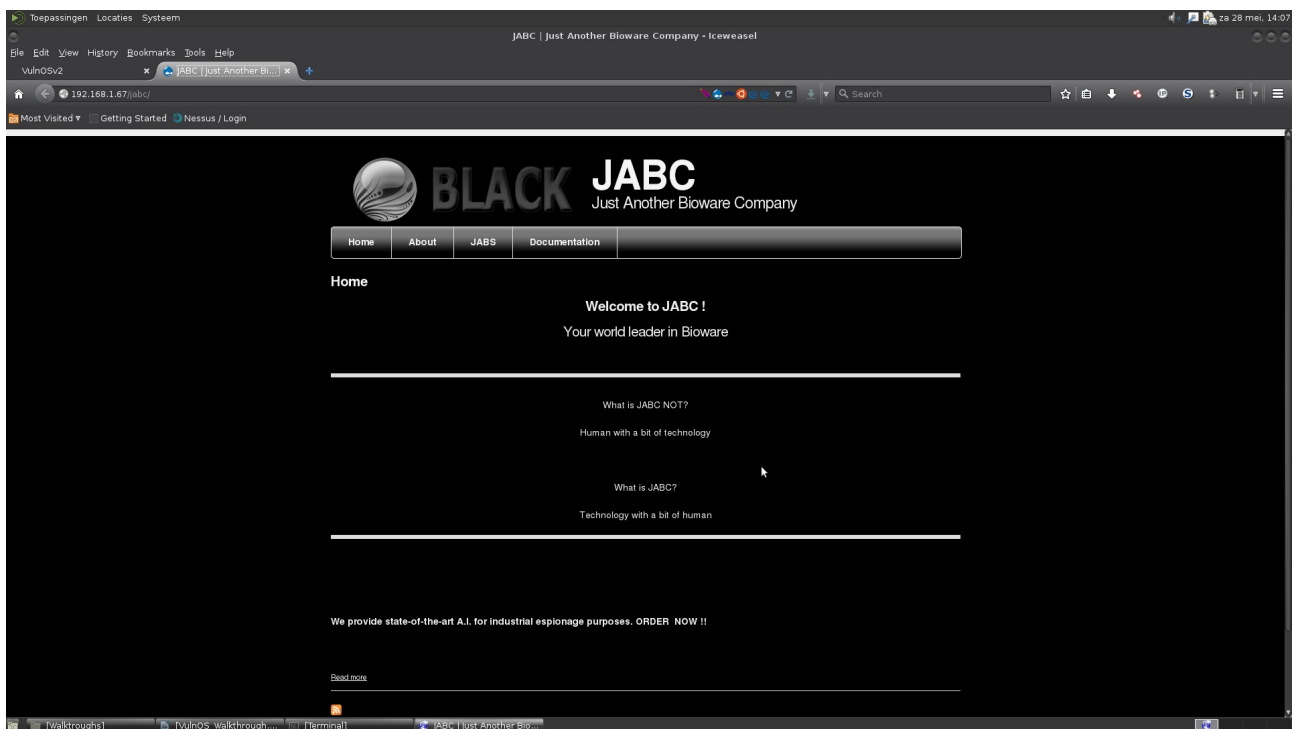 Toepassingen Locaties Systeem za 28 mei, 14:07
JABC | Just Another Bioware Company - Iceweasel
File Edit View History Bookmarks Tools Help
VulnOSv2 JABC | Just Another Bi...
192.168.1.67/jabc/ Search
Most Visited Getting Started Nessus / Login
BLACK JABC
Just Another Bioware Company
Home About JABS Documentation
Home
Welcome to JABC !
Your world leader in Bioware
What is JABC NOT?
Human with a bit of technology
What is JABC?
Technology with a bit of human
We provide state-of-the-art A.I. for industrial espionage purposes. ORDER NOW !!
Read more
[Walktroughs] [VulnOS_Walkthrough.... [Terminal] JABC | Just Another Bio...